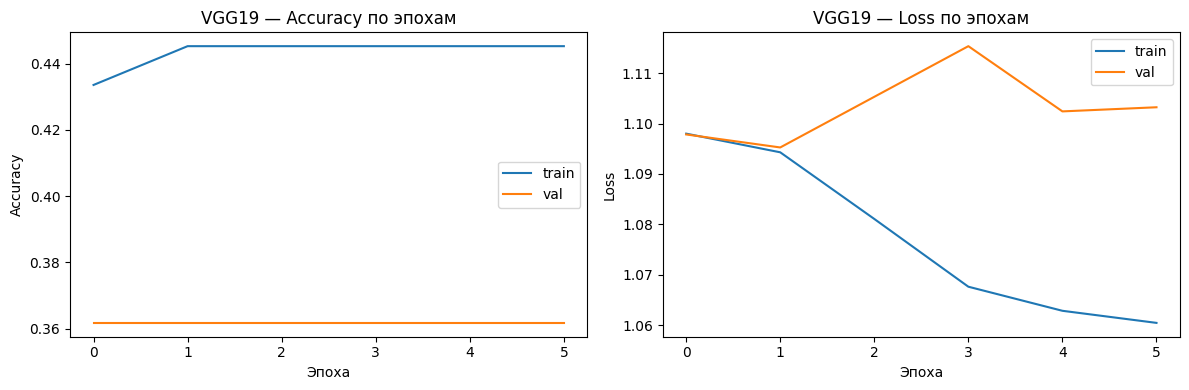 VGG19 — Accuracy по эпохам
Accuracy
0.44
0.42
0.40
0.38
0.36
train
val
0 1 2 3 4 5
Эпоха
VGG19 — Loss по эпохам
Loss
1.11
1.10
1.09
1.08
1.07
1.06
train
val
0 1 2 3 4 5
Эпоха